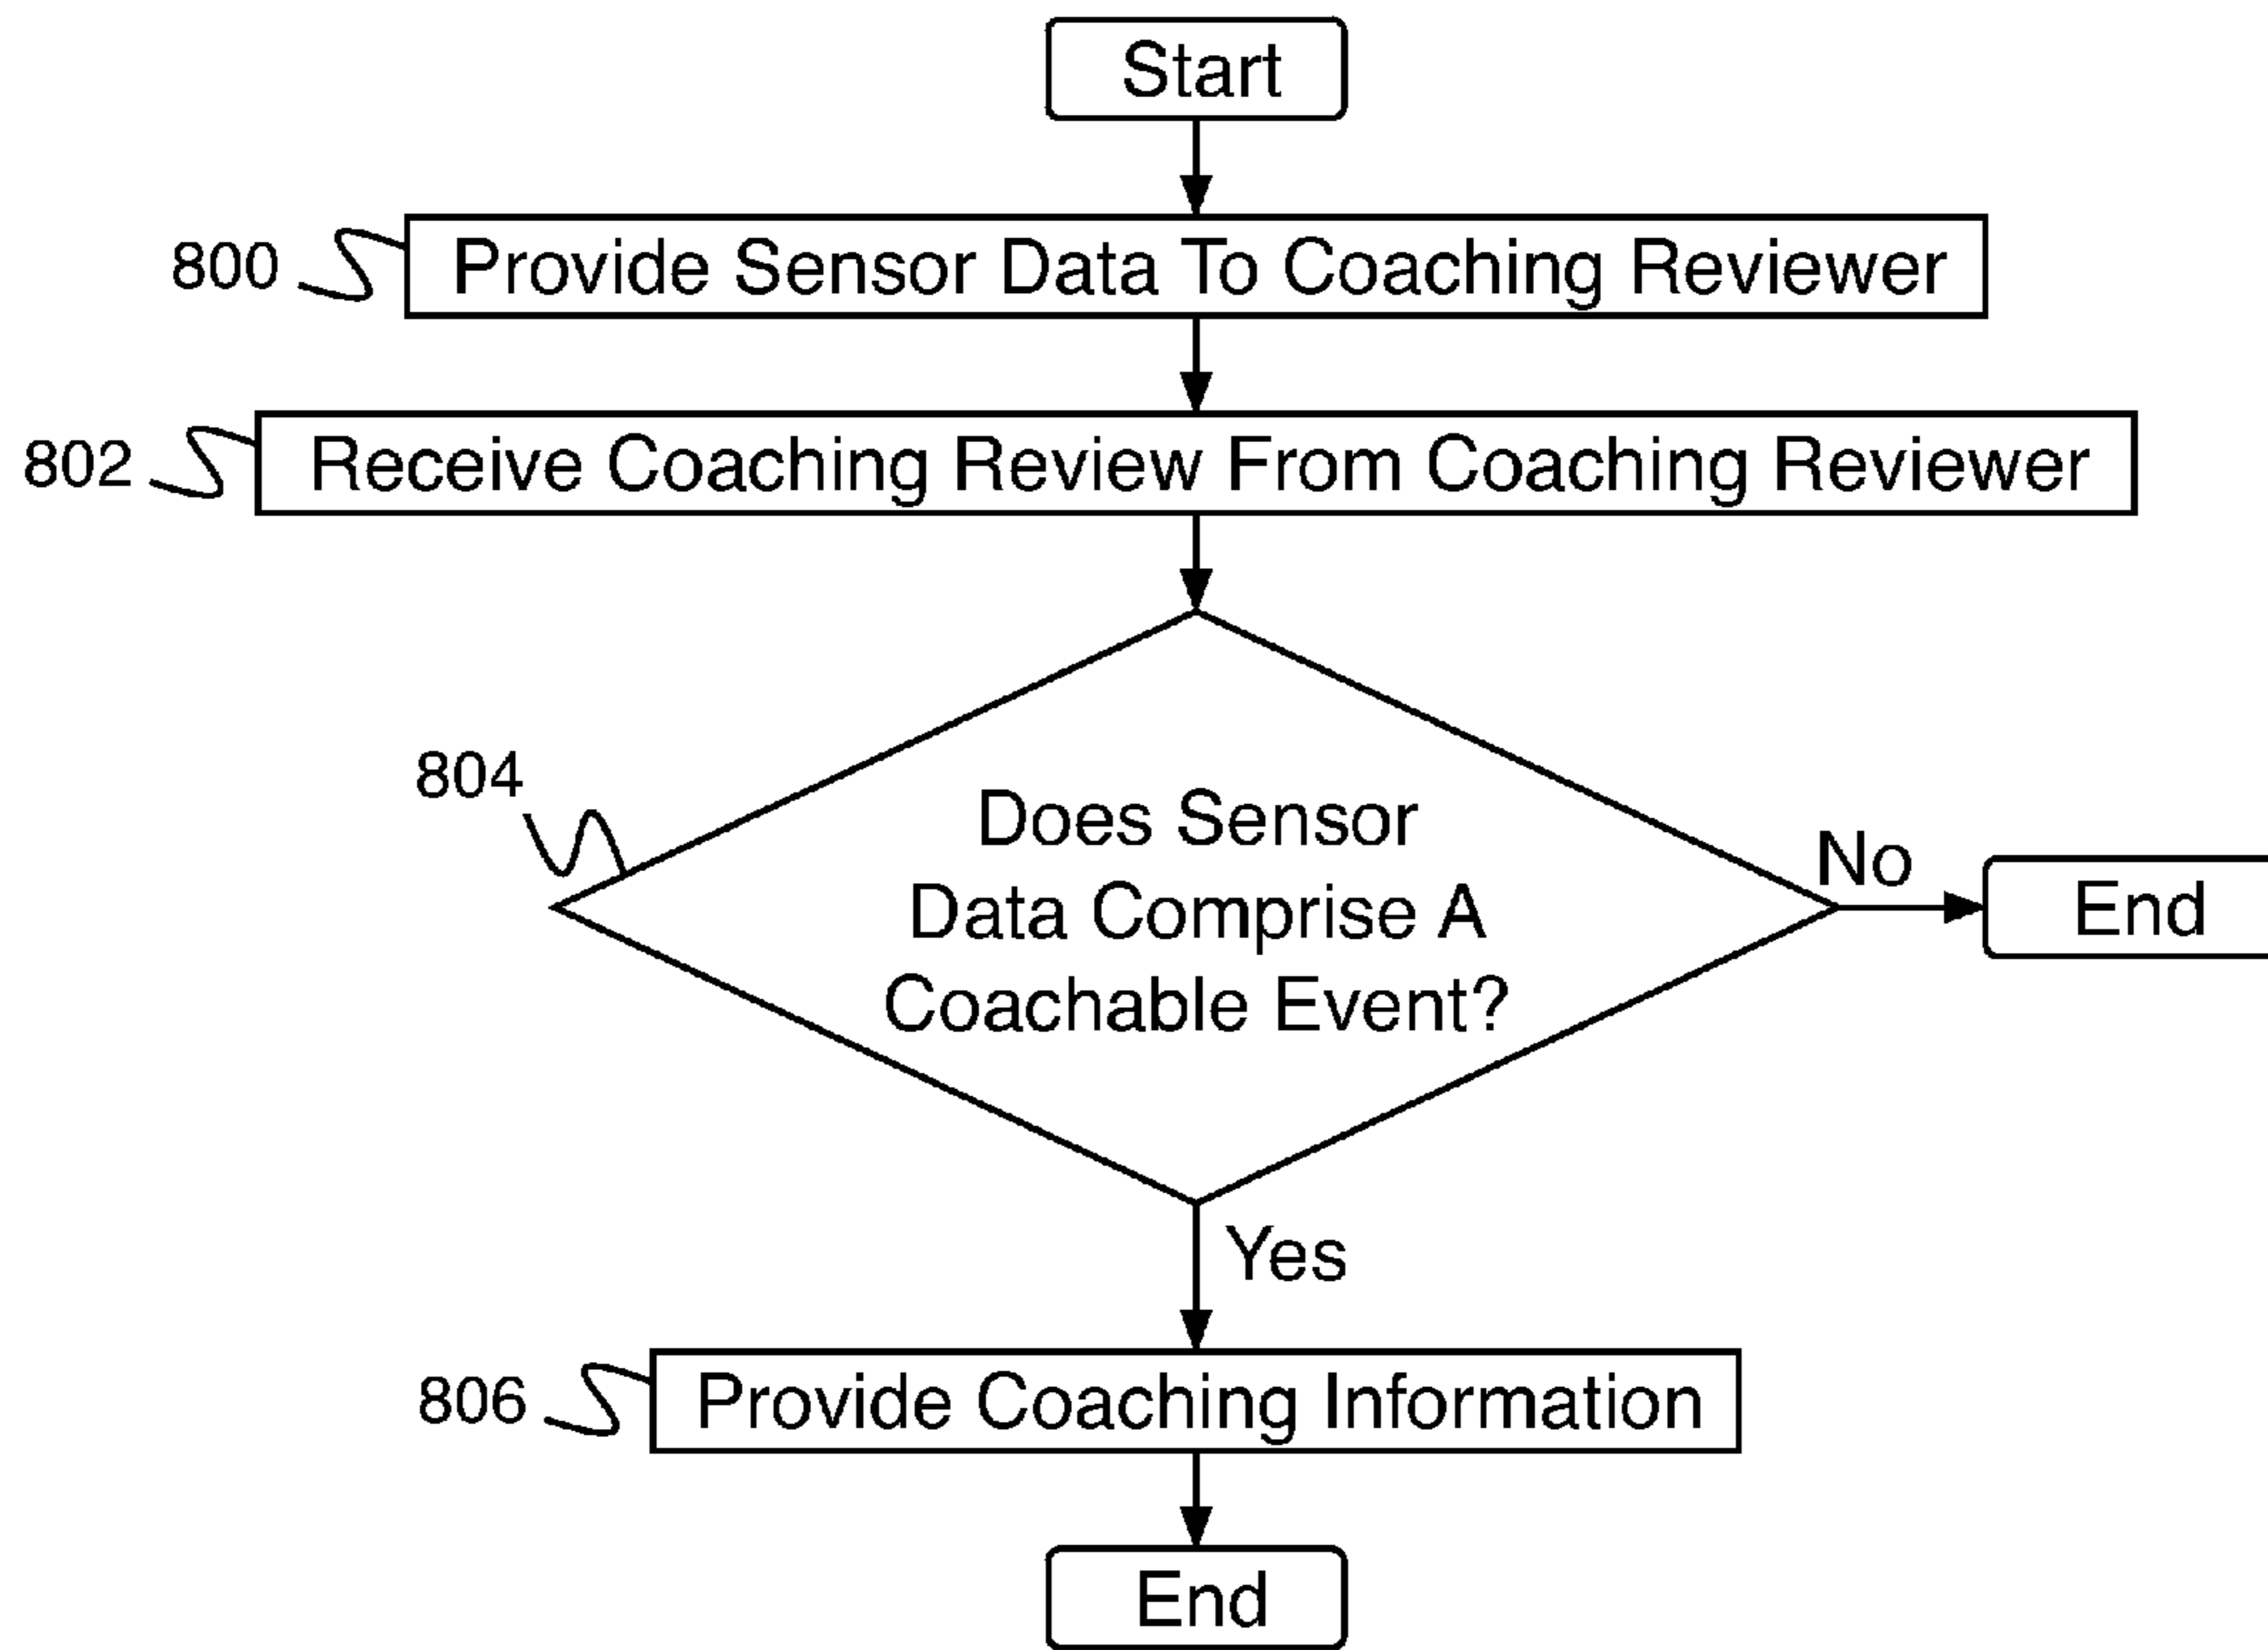 Start
800
Provide Sensor Data To Coaching Reviewer
802
Receive Coaching Review From Coaching Reviewer
804
Does Sensor
Data Comprise A
Coachable Event?
No
End
Yes
806
Provide Coaching Information
End